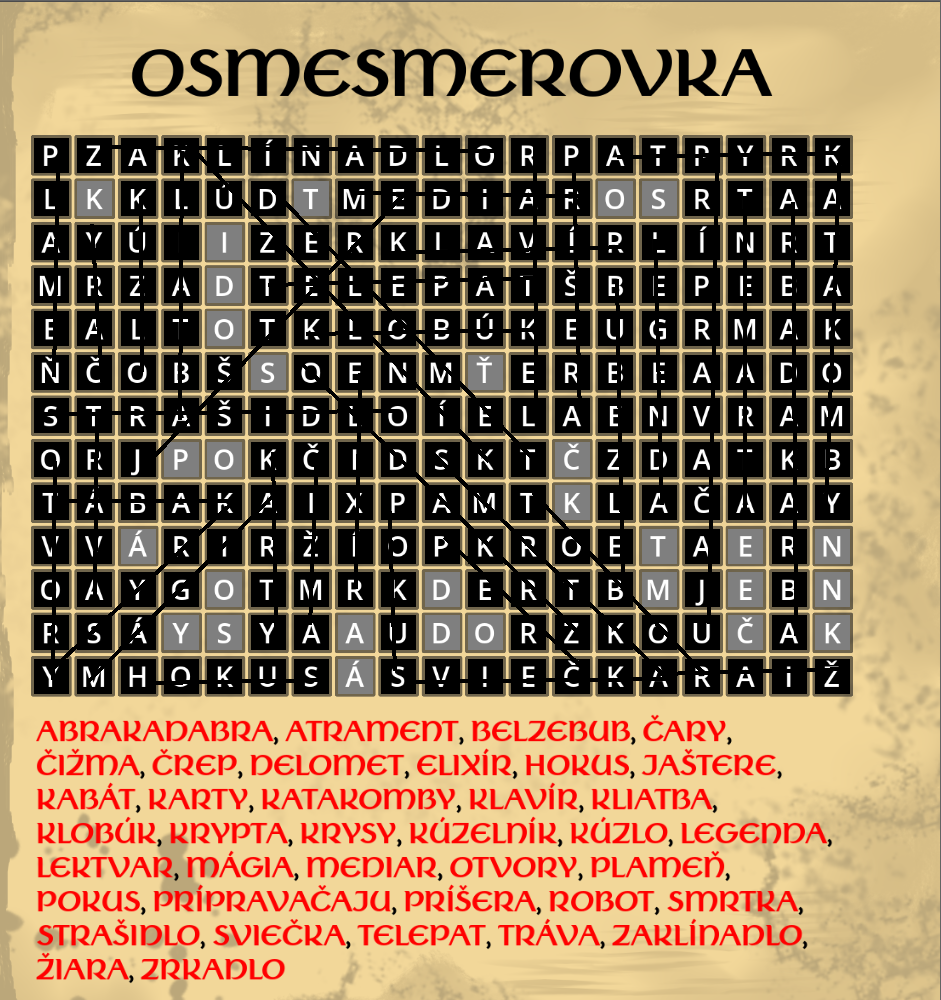 OSMESMEROVKA
P Z A K L Í N A D L O R P A T P Y R K
L K K L Ú D T M E D I A R O S R T A A
A Y Ú I I Z E R K L A V Í R L Í N R T
M R Z A D T E L E P A T Š B E P E B A
E A L T O T K L O B Ú K E U G R M A K
Ň Č O B Š S O E N M Ť E R B E A A D O
S T R A Š I D L O Í E L A E N V R A M
O R J P O K Č I D S K T Č Z D A T K B
T Á B A K A I X P A M T K L A Č A A Y
V V Á R I R Ž Í O P K R O E T A E R N
O A Y G O T M R K D E R T B M J E B N
R S Á Y S Y A A U D O R Z K O U Č A K
Y M H O K U S Á S V I E Č K A R A I Ž
ABRAKADABRA, ATRAMENT, BELZEBUB, ČARY,
ČIŽMA, ČREP, DELOMET, ELIXÍR, HOKUS, JAŠTERE,
KABÁT, KARTY, KATAKOMBY, KLAVÍR, KLIATBA,
KLOBÚK, KRYPTA, KRYSY, KÚZELNÍK, KÚZLO, LEGENDA,
LEKTVAR, MÁGIA, MEDIAR, OTVORY, PLAMEŇ,
POKUS, PRÍPRAVAČAJU, PRÍŠERA, ROBOT, SMRTKA,
STRAŠIDLO, SVIEČKA, TELEPAT, TRÁVA, ZAKLÍNADLO,
ŽIARA, ZRKADLO